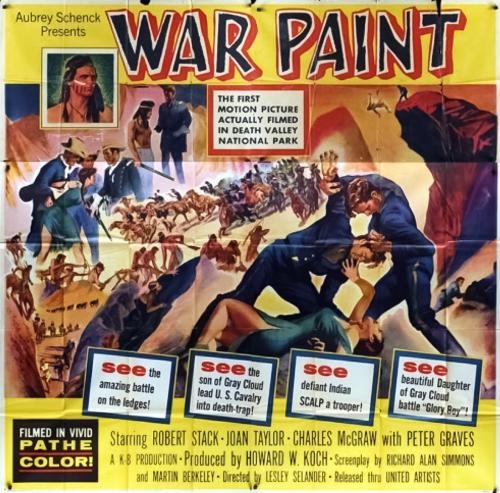 Aubrey Schenck
Presents
WAR PAINT
THE FIRST
MOTION PICTURE
ACTUALLY FILMED
IN DEATH VALLEY
NATIONAL PARK
see the
amazing battle
on the ledges!
see the
son of Gray Cloud
lead U. S. Cavalry
into death-trap!
see
defiant Indian
SCALP a trooper!
see
beautiful Daughter
of Gray Cloud
battle "Glory Boy"!
FILMED IN VIVID
PATHE
COLOR!
Starring ROBERT STACK · JOAN TAYLOR · CHARLES McGRAW with PETER GRAVES
A K-B PRODUCTION · Produced by HOWARD W. KOCH · Screenplay by RICHARD ALAN SIMMONS
and MARTIN BERKELEY · Directed by LESLEY SELANDER · Released thru UNITED ARTISTS